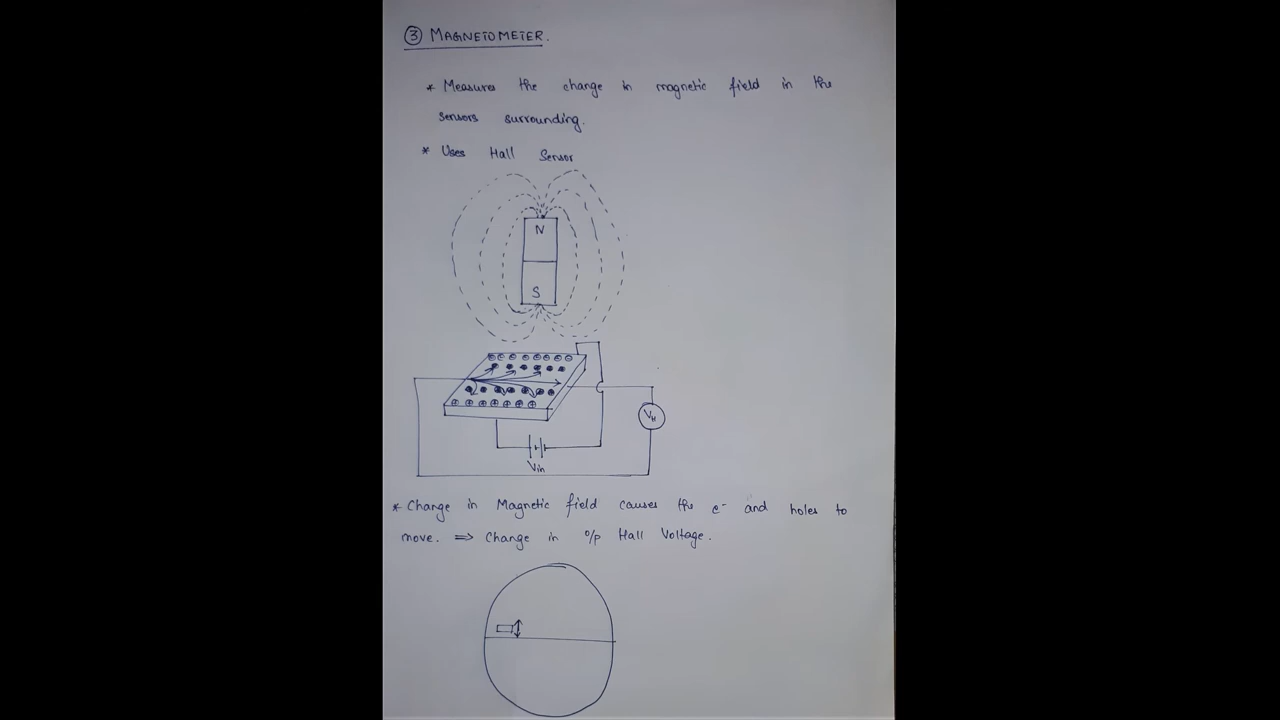 ③ MAGNETOMETER.
* Measures the change in magnetic field in the
sensors surrounding.
* Uses Hall Sensor
N
S
VH
Vin
* Change in Magnetic field causes the e⁻ and holes to
move. ⇒ Change in o/p Hall Voltage.